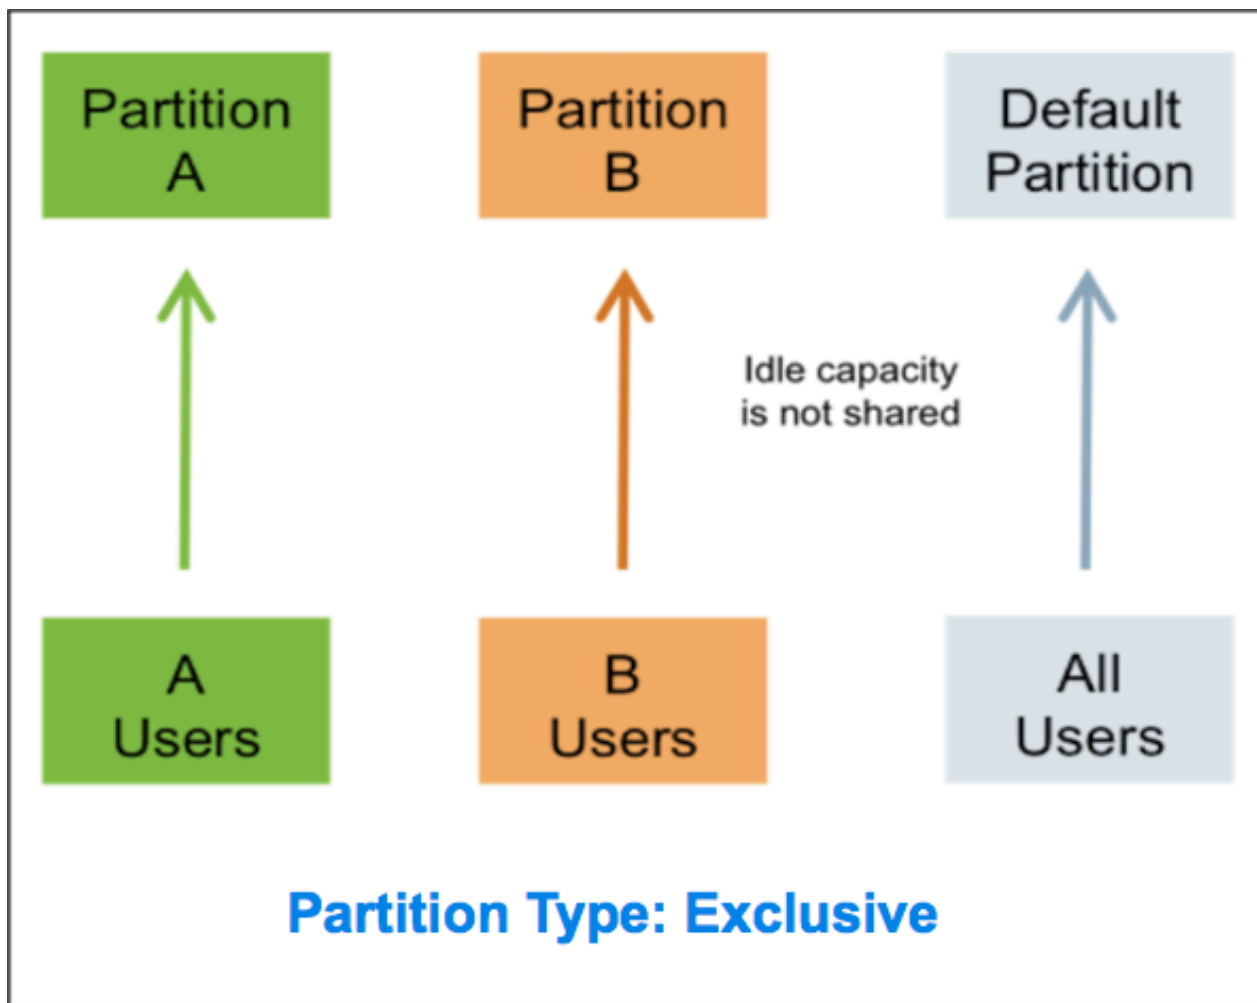 Partition
A
Partition
B
Default
Partition
Idle capacity
is not shared
A
Users
B
Users
All
Users
Partition Type: Exclusive